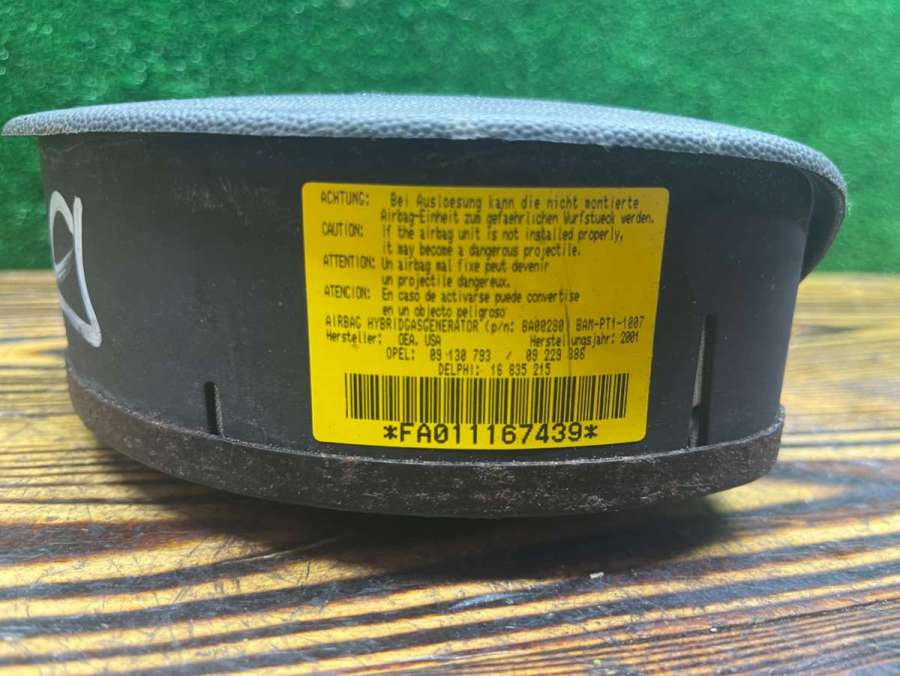 ACHTUNG: Bei Ausloesung kann die nicht montierte
Airbag-Einheit zum gefaehrlichen Wurfstueck werden.
CAUTION: If the airbag unit is not installed properly,
it may become a dangerous projectile.
ATTENTION: Un airbag mal fixe peut devenir
un projectile dangereux.
ATENCION: En caso de activarse puede convertise
en un objecto peligroso
AIRBAG HYBRIDGASGENERATOR (p/n: BA00280) BAM-PT1-1007
Hersteller: OEA, USA Herstellungsjahr: 2001
OPEL: 09 130 793 / 09 229 386
DELPHI: 16 835 215
*FA011167439*